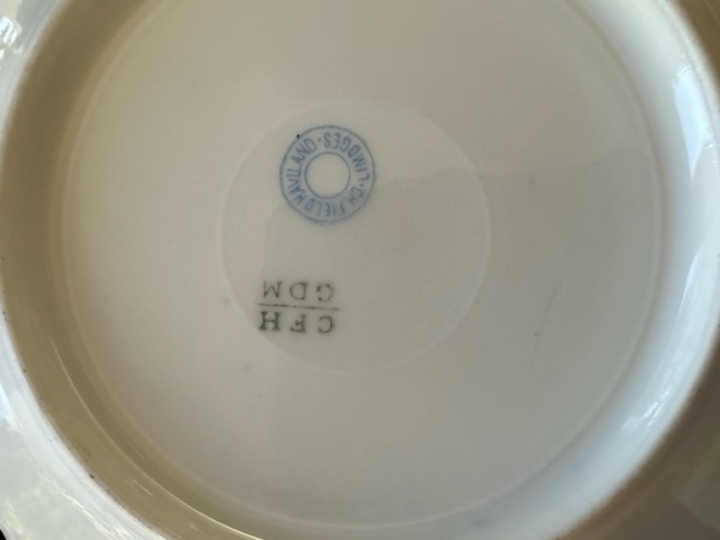 CH. FIELD HAVILAND · LIMOGES ·
CFH
GDM